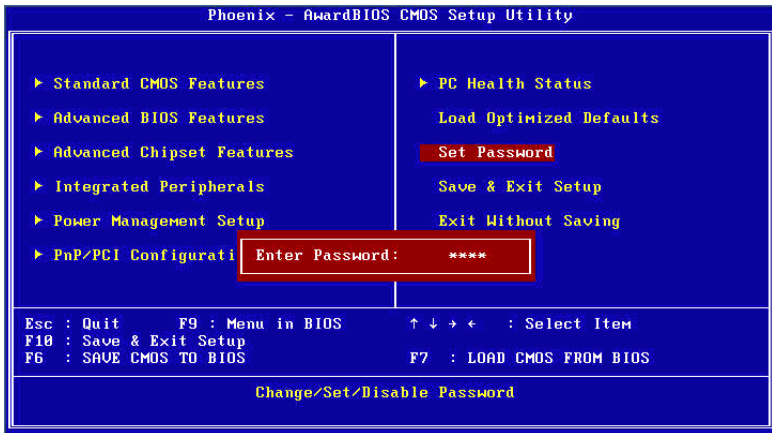 Phoenix - AwardBIOS CMOS Setup Utility
▶ Standard CMOS Features
▶ Advanced BIOS Features
▶ Advanced Chipset Features
▶ Integrated Peripherals
▶ Power Management Setup
▶ PnP/PCI Configurati
▶ PC Health Status
Load Optimized Defaults
Set Password
Save & Exit Setup
Exit Without Saving
Enter Password: ****
Esc : Quit F9 : Menu in BIOS ↑ ↓ → ← : Select Item
F10 : Save & Exit Setup
F6 : SAVE CMOS TO BIOS F7 : LOAD CMOS FROM BIOS
Change/Set/Disable Password